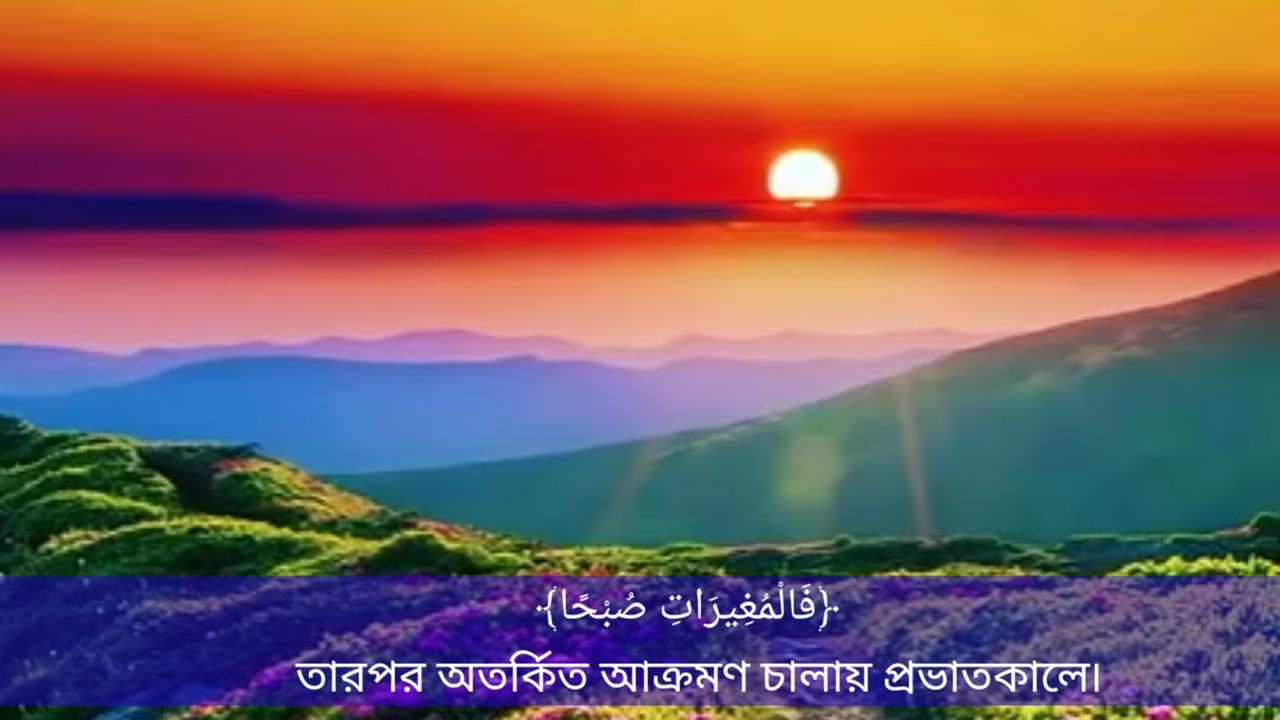 ﴿فَالْمُغِيرَاتِ صُبْحًا﴾
তারপর অতর্কিত আক্রমণ চালায় প্রভাতকালে।